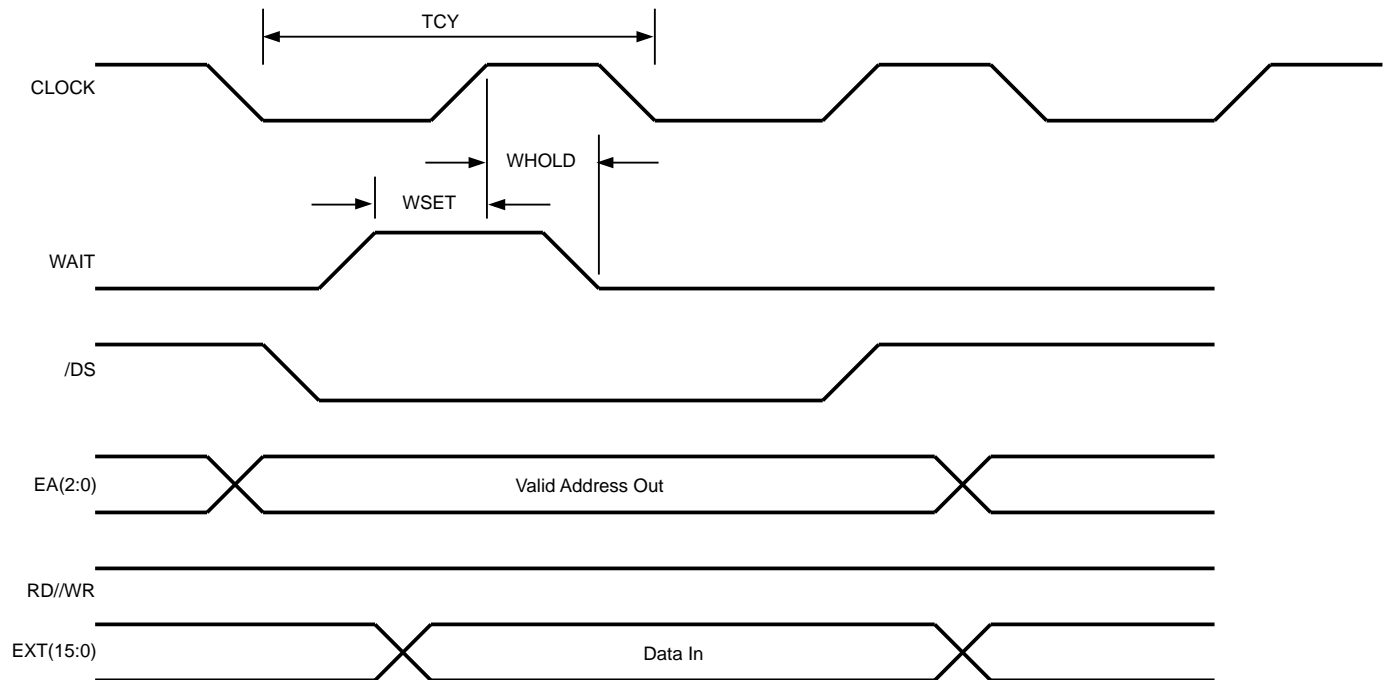 TCY
CLOCK
WHOLD
WSET
WAIT
/DS
EA(2:0)
Valid Address Out
RD//WR
EXT(15:0)
Data In